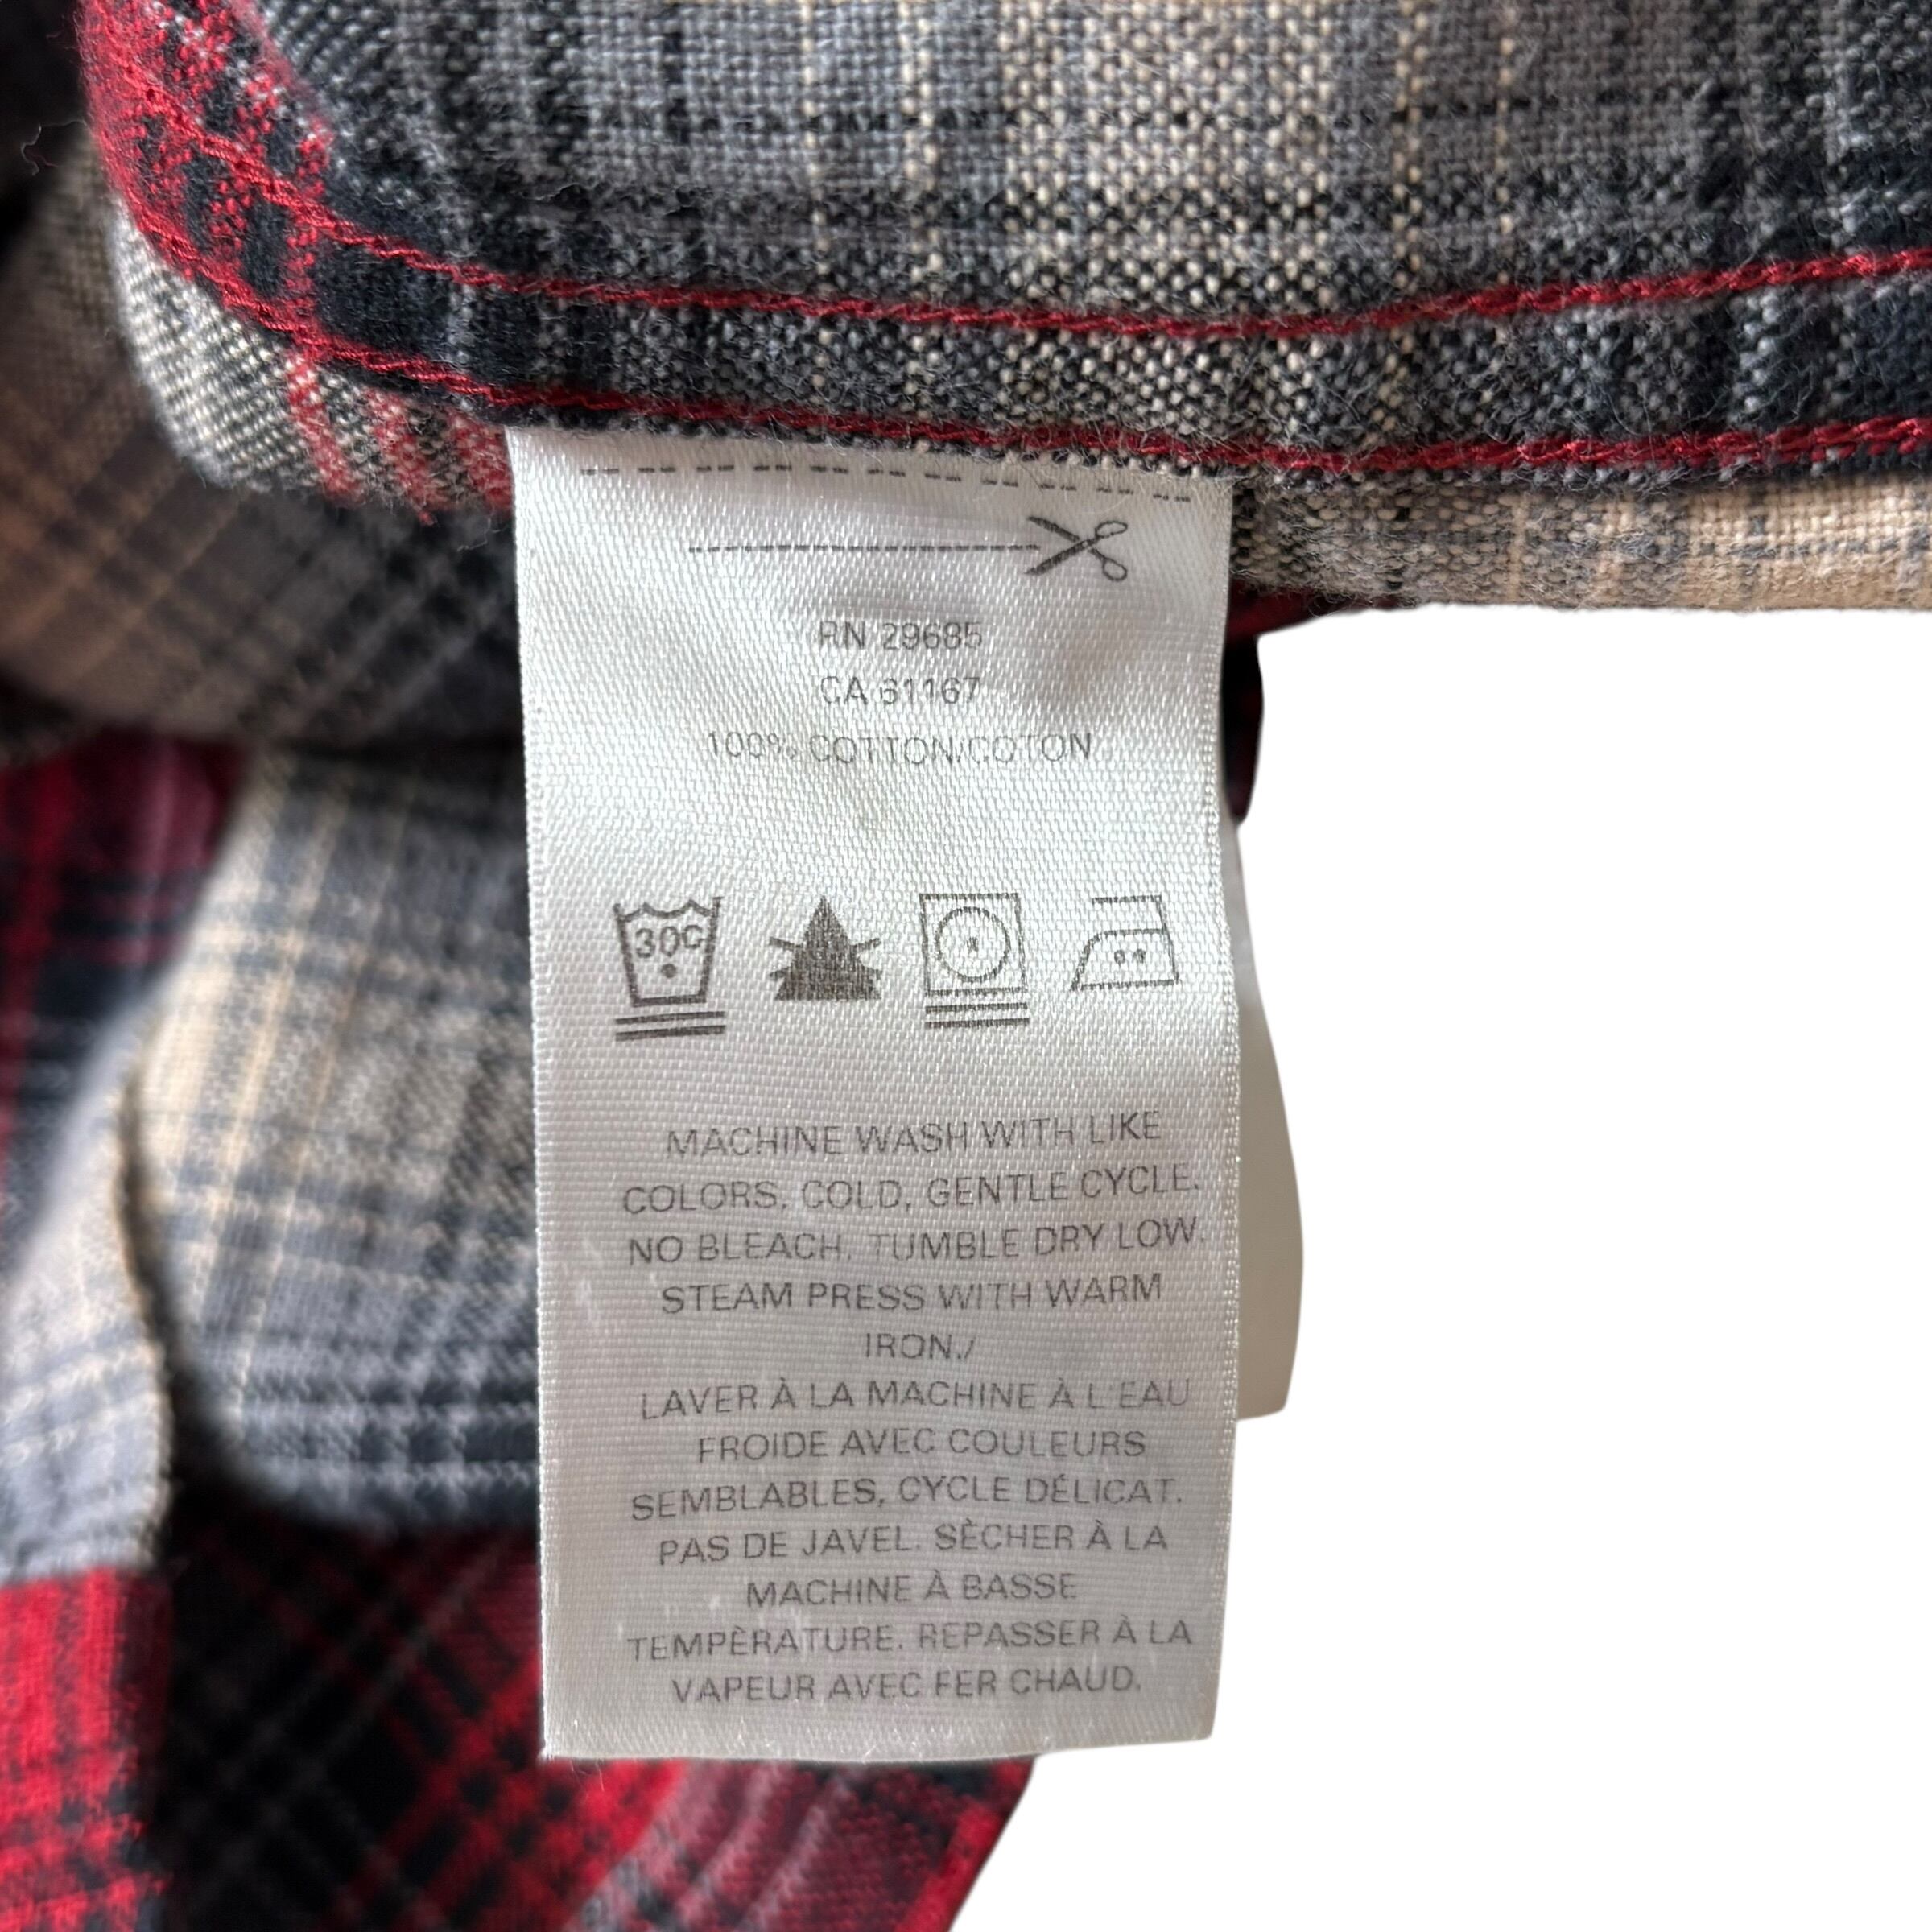 RN 29685
CA 61167
100% COTTON/COTON
30C
MACHINE WASH WITH LIKE
COLORS, COLD, GENTLE CYCLE.
NO BLEACH. TUMBLE DRY LOW.
STEAM PRESS WITH WARM
IRON./
LAVER À LA MACHINE À L'EAU
FROIDE AVEC COULEURS
SEMBLABLES, CYCLE DÉLICAT.
PAS DE JAVEL. SÈCHER À LA
MACHINE À BASSE
TEMPÈRATURE. REPASSER À LA
VAPEUR AVEC FER CHAUD.